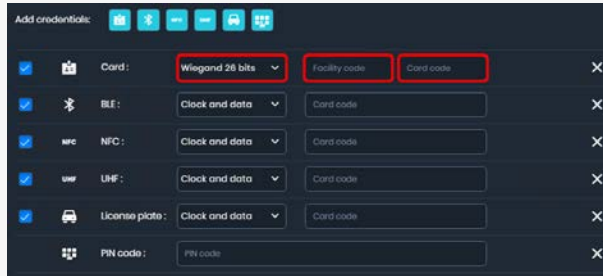 Add credentials:
NFC UHF
Card: Wiegand 26 bits Facility code Card code
BLE: Clock and data Card code
NFC NFC: Clock and data Card code
UHF UHF: Clock and data Card code
License plate: Clock and data Card code
PIN code: PIN code